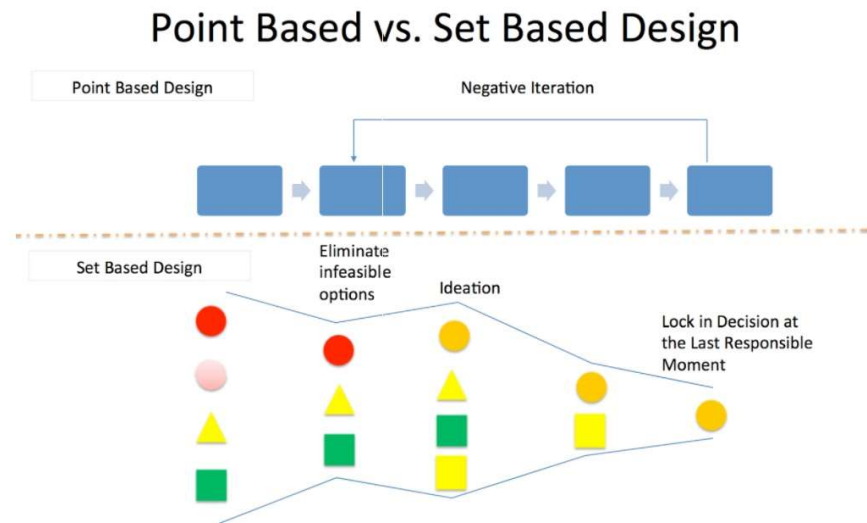 Point Based vs. Set Based Design
Point Based Design
Negative Iteration
Set Based Design
Eliminate
infeasible
options
Ideation
Lock in Decision at
the Last Responsible
Moment